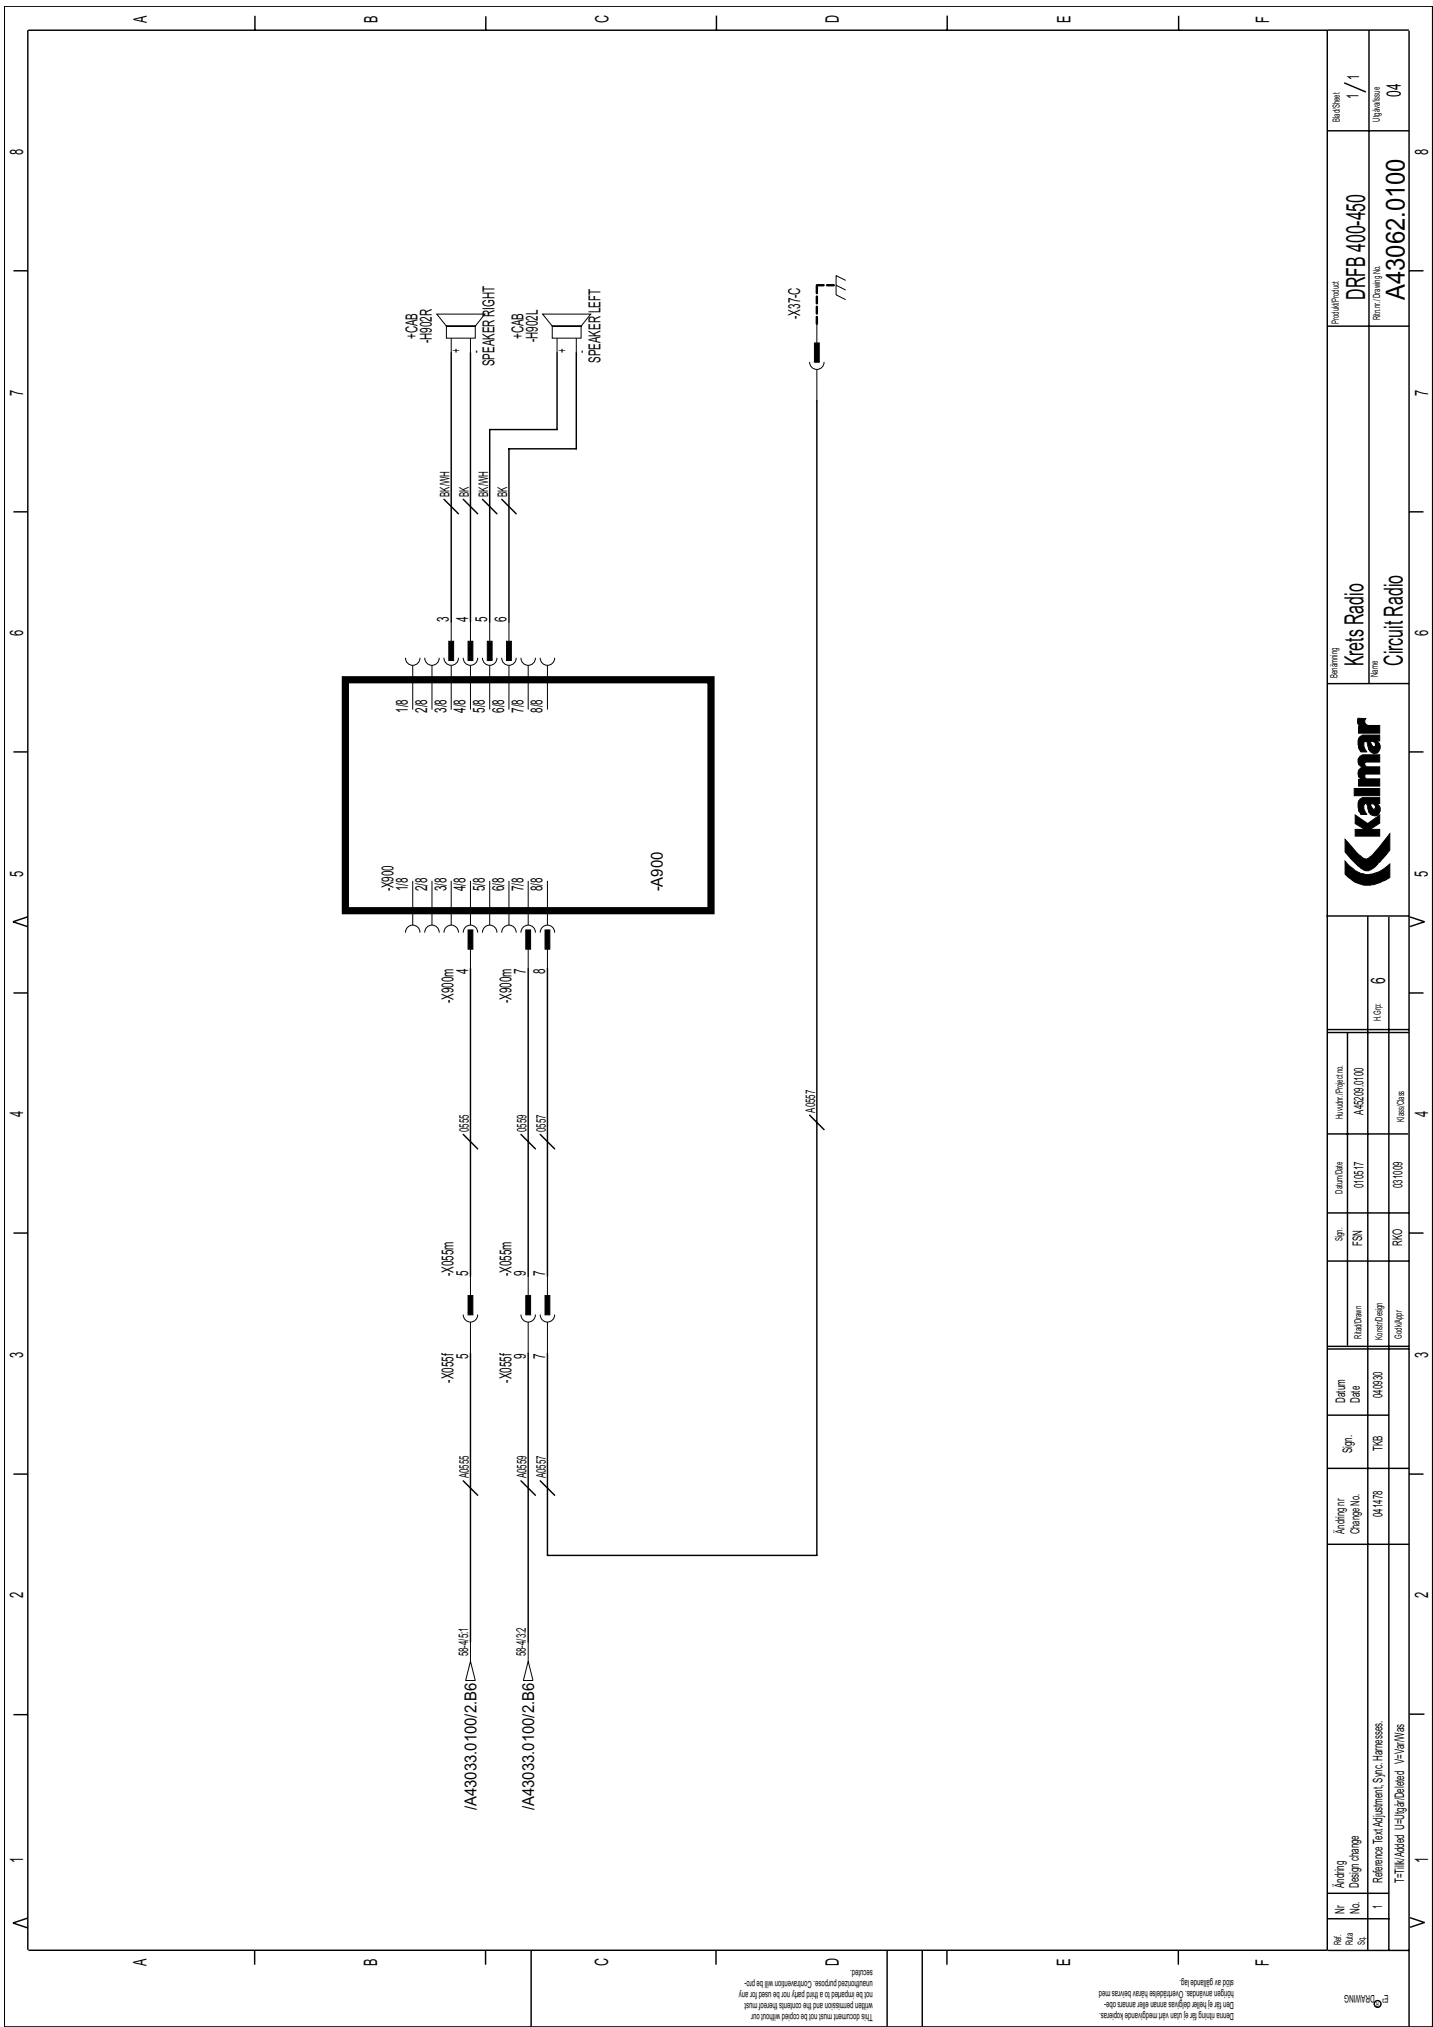 1
2
3
4
5
6
7
8
A
B
C
D
E
F
/A43033.0100/2.B6
58-4/5:1
A0555
-X055f
5
-X055m
5
0555
-X900m
4
/A43033.0100/2.B6
58-4/3:2
A0559
A0557
-X055f
9
7
-X055m
9
7
0559
0557
-X900m
7
8
-X900
1/8
2/8
3/8
4/8
5/8
6/8
7/8
8/8
-A900
1/8
2/8
3/8
4/8
5/8
6/8
7/8
8/8
3
4
5
6
BK/WH
BK
BK/WH
BK
+CAB
-H902R
+
-
SPEAKER RIGHT
+CAB
-H902L
+
-
SPEAKER LEFT
A0557
-X37-C
A
B
C
D
E
F
This document must not be copied without our
written permission and the contents thereof must
not be imparted to a third party nor be used for any
unauthorized purpose. Contravention will be pro-
secuted.
Denna ritning får ej utan vårt medgivande kopieras.
Den får ej heller delgivas annan eller annars obe-
hörigen användas. Överträdelse härav beivras med
stöd av gällande lag.
DRAWING
Ref. Ruta Sq.
Nr No.
Ändring Design change
Ändring nr Change No.
Sign.
Datum Date
1
Reference Text Adjustment, Sync. Harnesses.
041478
TKB
040930
T=Tillk/Added U=Utgår/Deleted V=Var/Was
Sign.
Datum/Date
Huvudnr./Project no.
Ritad/Drawn
FSN
010517
A45209.0100
Konstr/Design
H.Grp:
6
Godk/Appr
RKO
031009
Klass/Class
Kalmar
Benämning
Krets Radio
Name
Circuit Radio
Produkt/Product
DRFB 400-450
Ritn.nr./Drawing No.
A43062.0100
Blad/Sheet
1/1
Utgåva/Issue
04
1
2
3
4
5
6
7
8